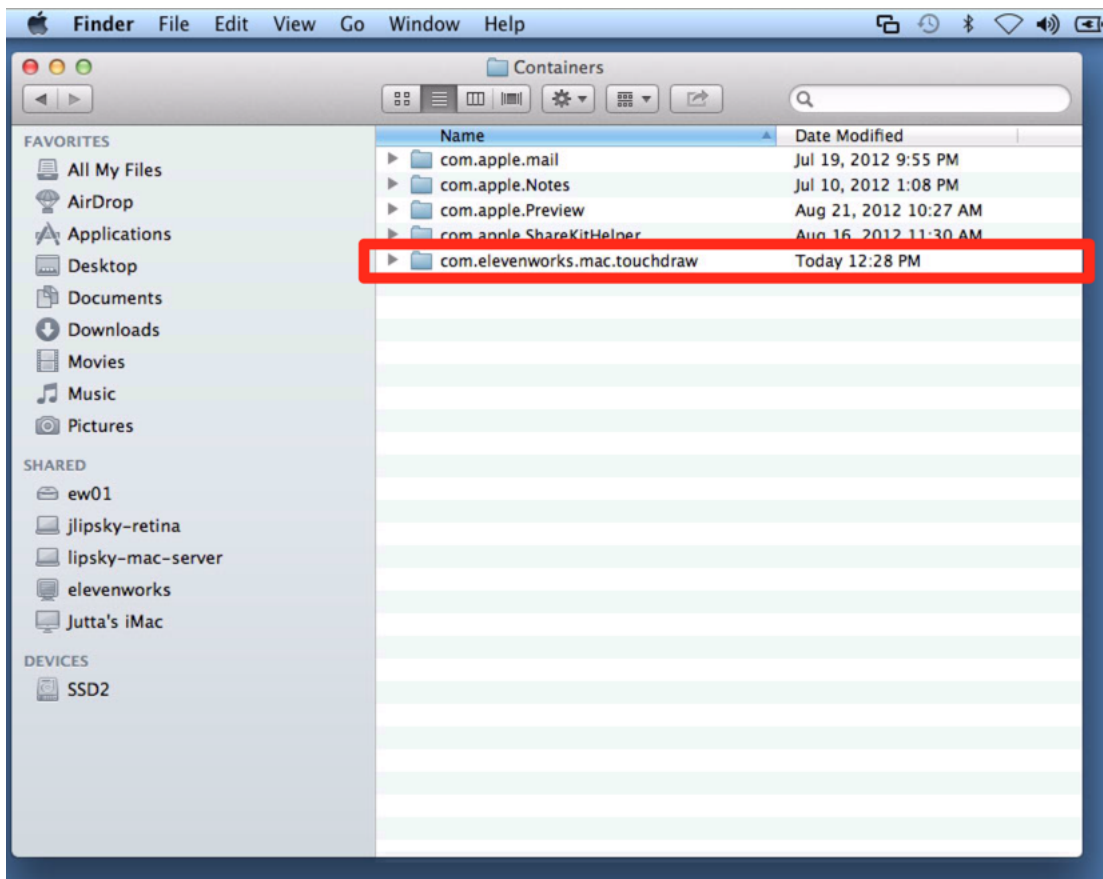 Finder File Edit View Go Window Help
Containers
FAVORITES
All My Files
AirDrop
Applications
Desktop
Documents
Downloads
Movies
Music
Pictures
SHARED
ew01
jlipsky-retina
lipsky-mac-server
elevenworks
Jutta's iMac
DEVICES
SSD2
Name Date Modified
com.apple.mail Jul 19, 2012 9:55 PM
com.apple.Notes Jul 10, 2012 1:08 PM
com.apple.Preview Aug 21, 2012 10:27 AM
com.apple.ShareKitHelper Aug 16, 2012 11:30 AM
com.elevenworks.mac.touchdraw Today 12:28 PM